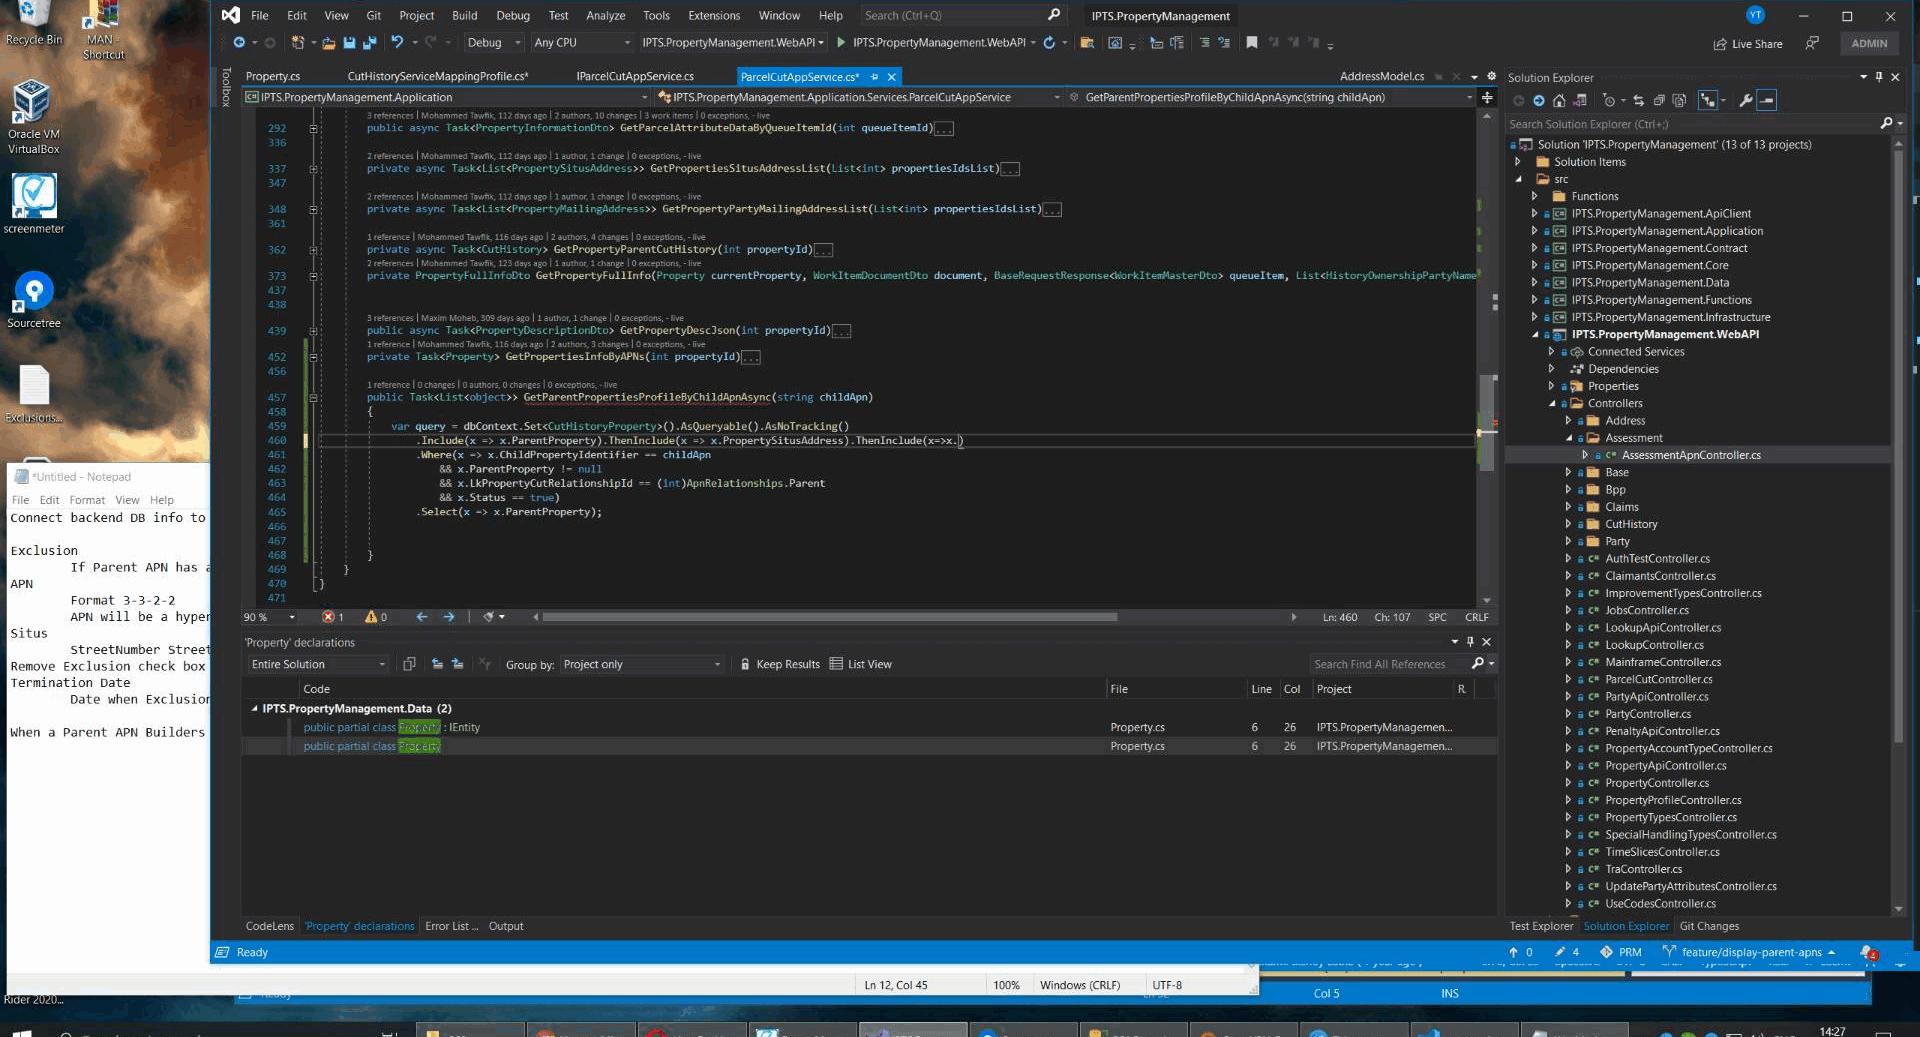 Recycle Bin
MAN - Shortcut
Oracle VM VirtualBox
screenmeter
Sourcetree
Exclusions...
Rider 2020...
*Untitled - Notepad
File Edit Format View Help
Connect backend DB info to
Exclusion
If Parent APN has a
APN
Format 3-3-2-2
APN will be a hyper
Situs
StreetNumber Street
Remove Exclusion check box
Termination Date
Date when Exclusion
When a Parent APN Builders
Ln 12, Col 45 100% Windows (CRLF) UTF-8
File Edit View Git Project Build Debug Test Analyze Tools Extensions Window Help Search (Ctrl+Q) IPTS.PropertyManagement YT
Debug Any CPU IPTS.PropertyManagement.WebAPI IPTS.PropertyManagement.WebAPI Live Share ADMIN
Toolbox
Property.cs CutHistoryServiceMappingProfile.cs* IParcelCutAppService.cs ParcelCutAppService.cs* AddressModel.cs
IPTS.PropertyManagement.Application IPTS.PropertyManagement.Application.Services.ParcelCutAppService GetParentPropertiesProfileByChildApnAsync(string childApn)
3 references | Mohammed Tawfik, 112 days ago | 2 authors, 10 changes | 3 work items | 0 exceptions, - live
292 public async Task<PropertyInformationDto> GetParcelAttributeDataByQueueItemId(int queueItemId)...
336
2 references | Mohammed Tawfik, 112 days ago | 1 author, 1 change | 0 exceptions, - live
337 private async Task<List<PropertySitusAddress>> GetPropertiesSitusAddressList(List<int> propertiesIdsList)...
347
2 references | Mohammed Tawfik, 112 days ago | 1 author, 1 change | 0 exceptions, - live
348 private async Task<List<PropertyMailingAddress>> GetPropertyPartyMailingAddressList(List<int> propertiesIdsList)...
361
1 reference | Mohammed Tawfik, 116 days ago | 2 authors, 4 changes | 0 exceptions, - live
362 private async Task<CutHistory> GetPropertyParentCutHistory(int propertyId)...
2 references | Mohammed Tawfik, 123 days ago | 1 author, 1 change | 0 exceptions, - live
373 private PropertyFullInfoDto GetPropertyFullInfo(Property currentProperty, WorkItemDocumentDto document, BaseRequestResponse<WorkItemMasterDto> queueItem, List<HistoryOwnershipPartyName
437
438
3 references | Maxim Moheb, 309 days ago | 1 author, 1 change | 0 exceptions, - live
439 public async Task<PropertyDescriptionDto> GetPropertyDescJson(int propertyId)...
1 reference | Mohammed Tawfik, 116 days ago | 2 authors, 3 changes | 0 exceptions, - live
452 private Task<Property> GetPropertiesInfoByAPNs(int propertyId)...
456
1 reference | 0 changes | 0 authors, 0 changes | 0 exceptions, - live
457 public Task<List<object>> GetParentPropertiesProfileByChildApnAsync(string childApn)
458 {
459 var query = dbContext.Set<CutHistoryProperty>().AsQueryable().AsNoTracking()
460 .Include(x => x.ParentProperty).ThenInclude(x => x.PropertySitusAddress).ThenInclude(x=>x.)
461 .Where(x => x.ChildPropertyIdentifier == childApn
462 && x.ParentProperty != null
463 && x.LkPropertyCutRelationshipId == (int)ApnRelationships.Parent
464 && x.Status == true)
465 .Select(x => x.ParentProperty);
466
467
468 }
469 }
470 }
471
90 % 1 0 Ln: 460 Ch: 107 SPC CRLF
'Property' declarations
Entire Solution Group by: Project only Keep Results List View Search Find All References
Code File Line Col Project R
IPTS.PropertyManagement.Data (2)
public partial class Property : IEntity Property.cs 6 26 IPTS.PropertyManagemen...
public partial class Property Property.cs 6 26 IPTS.PropertyManagemen...
CodeLens 'Property' declarations Error List ... Output
Ready
Solution Explorer
Search Solution Explorer (Ctrl+;)
Solution 'IPTS.PropertyManagement' (13 of 13 projects)
Solution Items
src
Functions
IPTS.PropertyManagement.ApiClient
IPTS.PropertyManagement.Application
IPTS.PropertyManagement.Contract
IPTS.PropertyManagement.Core
IPTS.PropertyManagement.Data
IPTS.PropertyManagement.Functions
IPTS.PropertyManagement.Infrastructure
IPTS.PropertyManagement.WebAPI
Connected Services
Dependencies
Properties
Controllers
Address
Assessment
AssessmentApnController.cs
Base
Bpp
Claims
CutHistory
Party
AuthTestController.cs
ClaimantsController.cs
ImprovementTypesController.cs
JobsController.cs
LookupApiController.cs
LookupController.cs
MainframeController.cs
ParcelCutController.cs
PartyApiController.cs
PartyController.cs
PenaltyApiController.cs
PropertyAccountTypeController.cs
PropertyApiController.cs
PropertyController.cs
PropertyProfileController.cs
PropertyTypesController.cs
SpecialHandlingTypesController.cs
TimeSlicesController.cs
TraController.cs
UpdatePartyAttributesController.cs
UseCodesController.cs
Test Explorer Solution Explorer Git Changes
0 4 PRM feature/display-parent-apns 4
Col 5 INS
14:27